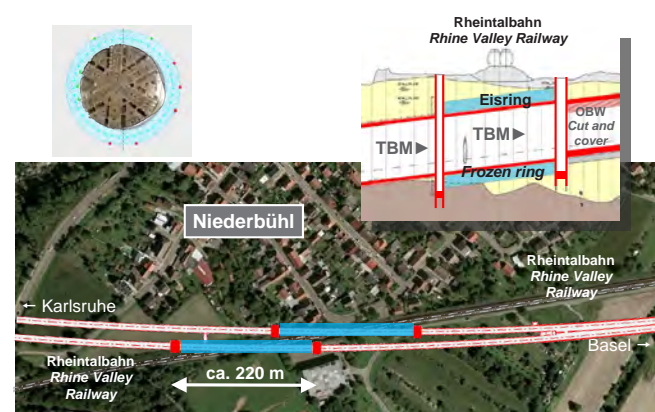 Rheintalbahn
Rhine Valley Railway
Eisring
TBM
TBM
OBW
Cut and
cover
Frozen ring
Niederbühl
Rheintalbahn
Rhine Valley
Railway
← Karlsruhe
Basel →
Rheintalbahn
Rhine Valley
Railway
ca. 220 m